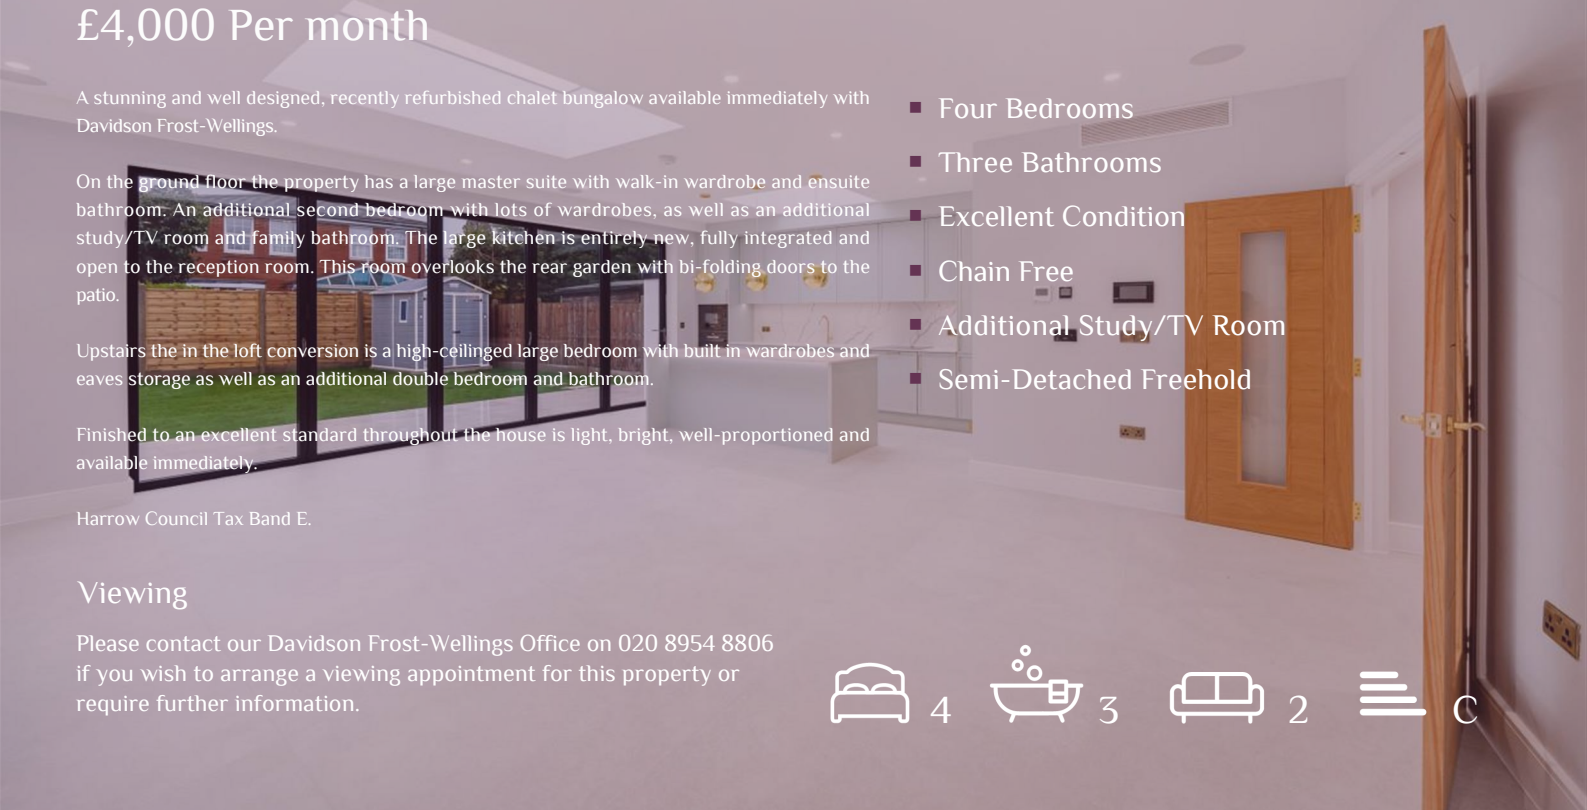 £4,000 Per month
A stunning and well designed, recently refurbished chalet bungalow available immediately with
Davidson Frost-Wellings.
On the ground floor the property has a large master suite with walk-in wardrobe and ensuite
bathroom. An additional second bedroom with lots of wardrobes, as well as an additional
study/TV room and family bathroom. The large kitchen is entirely new, fully integrated and
open to the reception room. This room overlooks the rear garden with bi-folding doors to the
patio.
Upstairs the in the loft conversion is a high-ceilinged large bedroom with built in wardrobes and
eaves storage as well as an additional double bedroom and bathroom.
Finished to an excellent standard throughout the house is light, bright, well-proportioned and
available immediately.
Harrow Council Tax Band E.
Viewing
Please contact our Davidson Frost-Wellings Office on 020 8954 8806
if you wish to arrange a viewing appointment for this property or
require further information.
■ Four Bedrooms
■ Three Bathrooms
■ Excellent Condition
■ Chain Free
■ Additional Study/TV Room
■ Semi-Detached Freehold
4 3 2 C